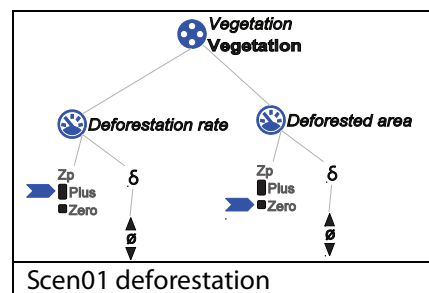 Vegetation
Vegetation
Deforestation rate
Deforested area
Zp
Plus
Zero
δ
ø
Zp
Plus
Zero
δ
ø
Scen01 deforestation